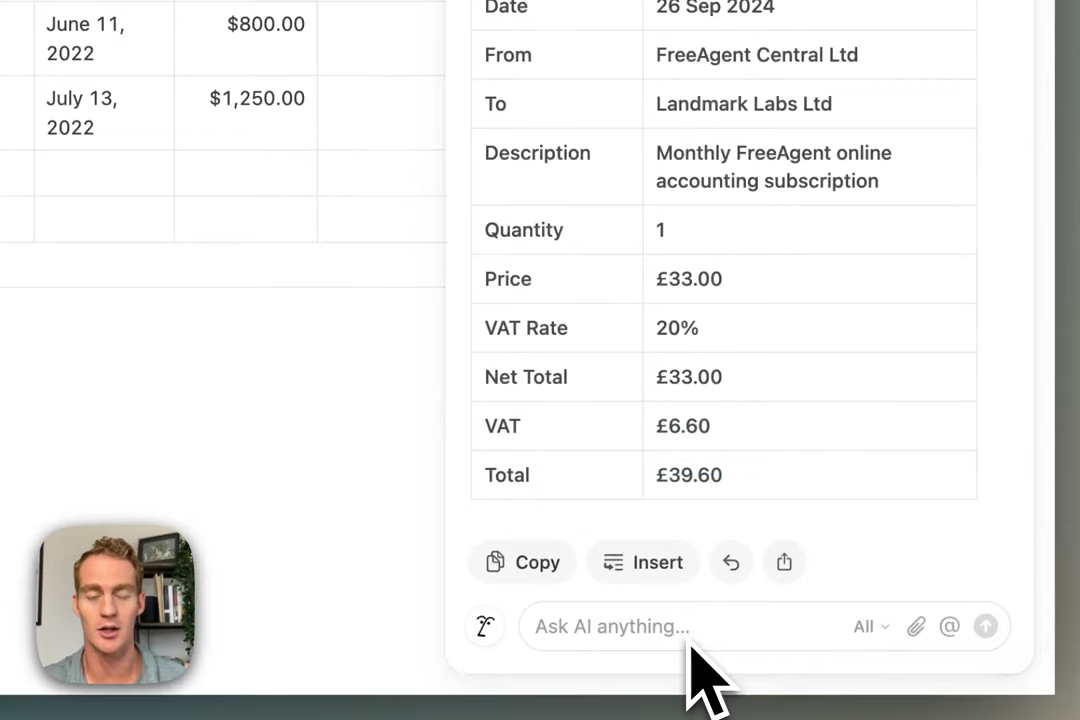 June 11,
2022
$800.00
July 13,
2022
$1,250.00
Date
26 Sep 2024
From
FreeAgent Central Ltd
To
Landmark Labs Ltd
Description
Monthly FreeAgent online
accounting subscription
Quantity
1
Price
£33.00
VAT Rate
20%
Net Total
£33.00
VAT
£6.60
Total
£39.60
Copy
Insert
Ask AI anything...
All
@